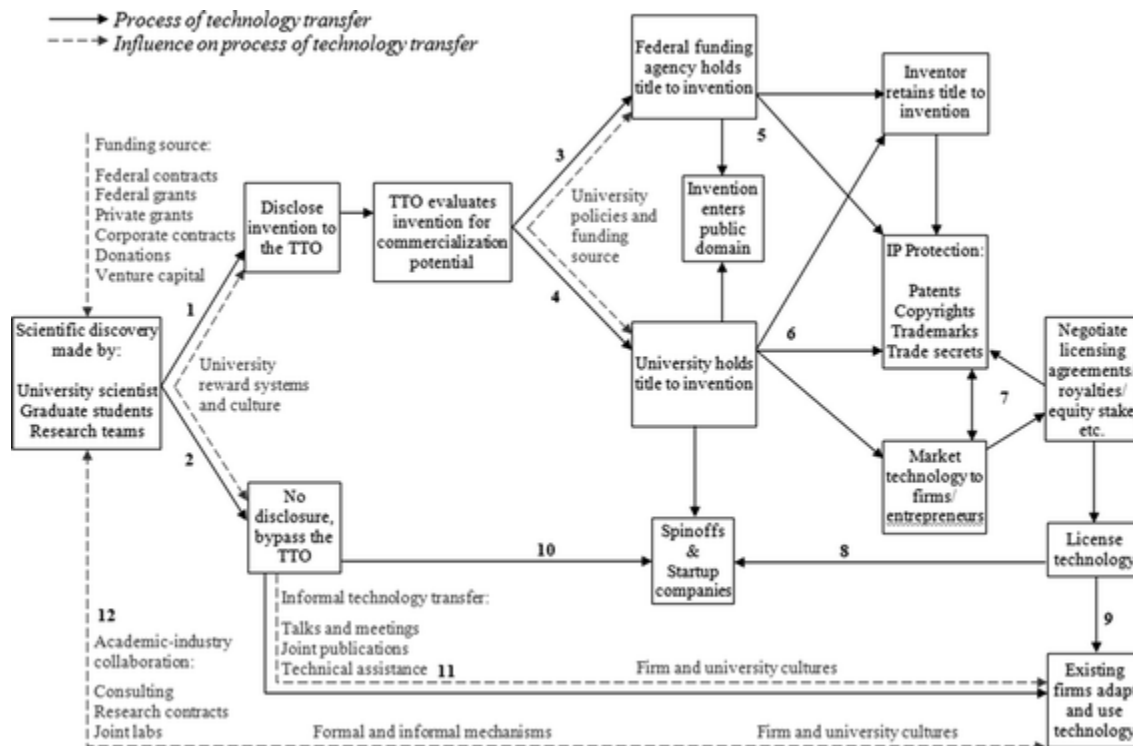 Process of technology transfer
Influence on process of technology transfer
Funding source:
Federal contracts
Federal grants
Private grants
Corporate contracts
Donations
Venture capital
Scientific discovery
made by:
University scientist
Graduate students
Research teams
1
2
University
reward systems
and culture
Disclose
invention to
the TTO
TTO evaluates
invention for
commercialization
potential
3
4
University
policies and
funding
source
Federal funding
agency holds
title to invention
5
Inventor
retains title to
invention
Invention
enters
public
domain
University holds
title to invention
6
IP Protection:
Patents
Copyrights
Trademarks
Trade secrets
7
Negotiate
licensing
agreements/
royalties/
equity stake,
etc.
Market
technology to
firms/
entrepreneurs
No
disclosure,
bypass the
TTO
10
Spinoffs
&
Startup
companies
8
License
technology
9
Informal technology transfer:
Talks and meetings
Joint publications
Technical assistance
11
Firm and university cultures
Existing
firms adapt
and use
technology
12
Academic-industry
collaboration:
Consulting
Research contracts
Joint labs
Formal and informal mechanisms
Firm and university cultures